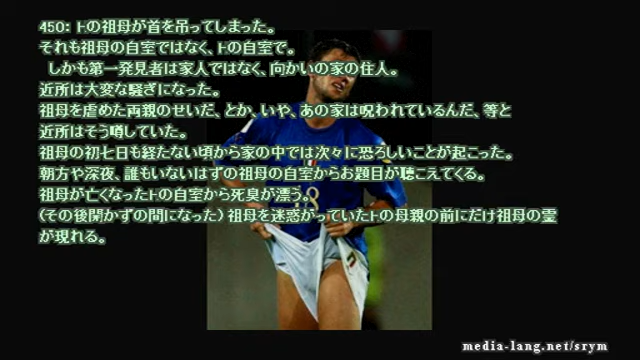 450: Ｔの祖母が首を吊ってしまった。
それも祖母の自室ではなく、Ｔの自室で。
しかも第一発見者は家人ではなく、向かいの家の住人。
近所は大変な騒ぎになった。
祖母を虐めた両親のせいだ、とか、いや、あの家は呪われているんだ、等と
近所はそう噂していた。
祖母の初七日も経たない頃から家の中では次々に恐ろしいことが起こった。
朝方や深夜、誰もいないはずの祖母の自室からお題目が聴こえてくる。
祖母が亡くなったＴの自室から死臭が漂う。
(その後開かずの間になった) 祖母を迷惑がっていたＴの母親の前にだけ祖母の霊
が現れる。
media-lang.net/srym